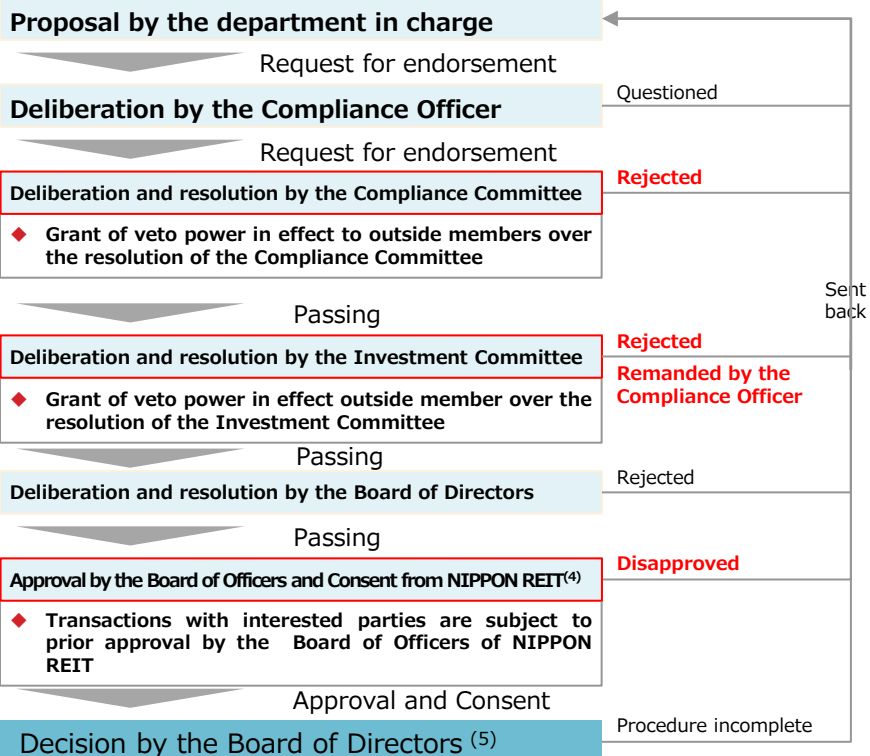 Proposal by the department in charge
Request for endorsement
Deliberation by the Compliance Officer
Questioned
Request for endorsement
Deliberation and resolution by the Compliance Committee
Rejected
◆ Grant of veto power in effect to outside members over
the resolution of the Compliance Committee
Sent
back
Passing
Deliberation and resolution by the Investment Committee
Rejected
Remanded by the
Compliance Officer
◆ Grant of veto power in effect outside member over the
resolution of the Investment Committee
Passing
Deliberation and resolution by the Board of Directors
Rejected
Passing
Approval by the Board of Officers and Consent from NIPPON REIT(4)
Disapproved
◆ Transactions with interested parties are subject to
prior approval by the Board of Officers of NIPPON
REIT
Approval and Consent
Decision by the Board of Directors (5)
Procedure incomplete